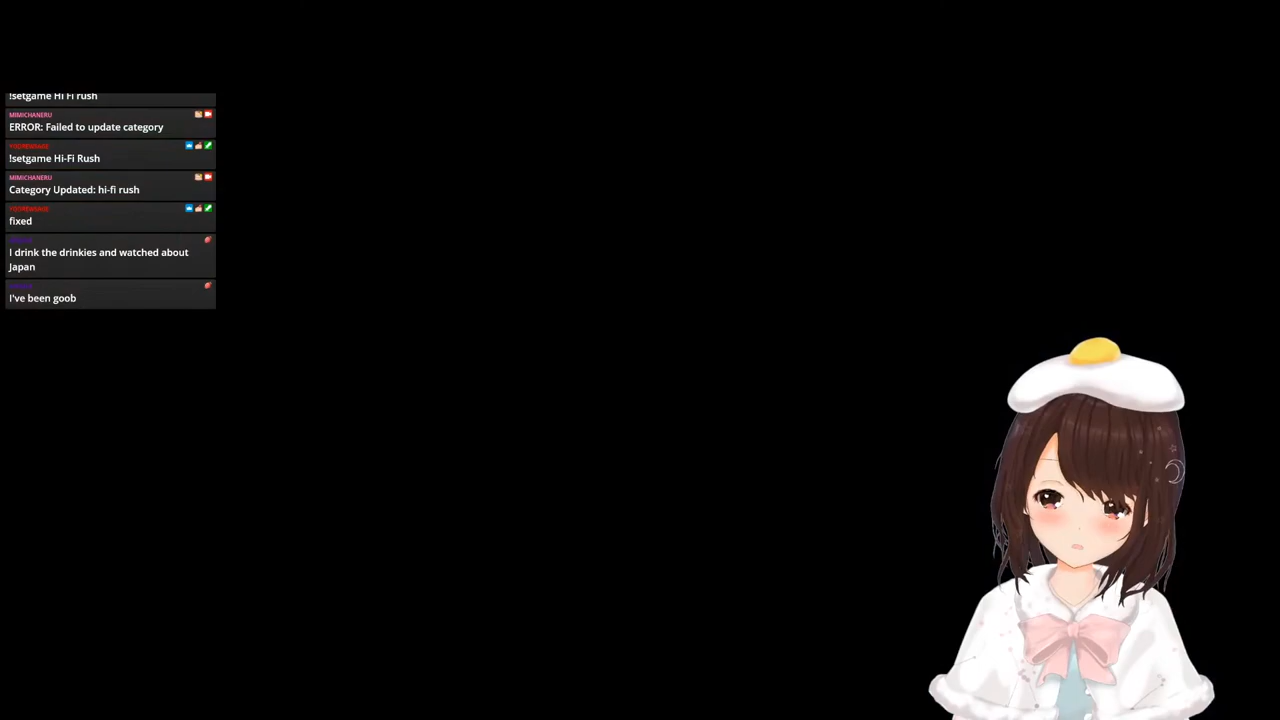 !setgame Hi Fi rush
MIMICHANERU
ERROR: Failed to update category
!setgame Hi-Fi Rush
MIMICHANERU
Category Updated: hi-fi rush
fixed
I drink the drinkies and watched about
Japan
I've been goob